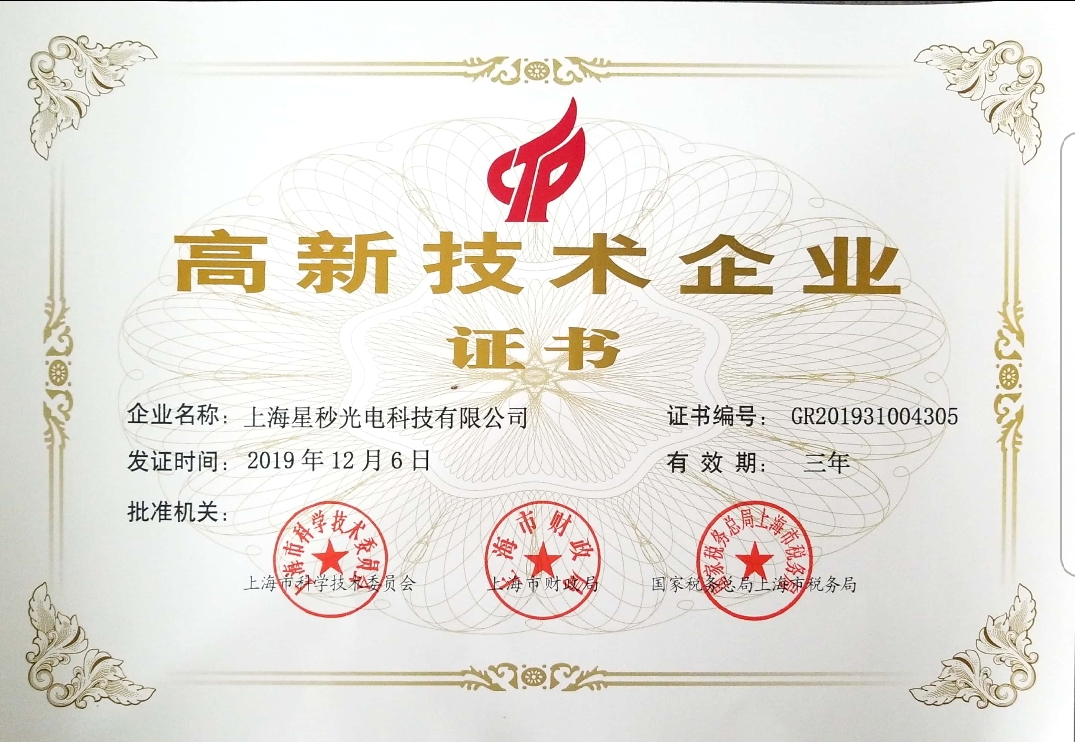 高新技术企业
证书
企业名称: 上海星秒光电科技有限公司
证书编号: GR201931004305
发证时间: 2019年12月6日
有效期: 三年
批准机关:
上海市科学技术委员会
上海市财政局
国家税务总局上海市税务局
上海市科学技术委员会
上海市财政局
国家税务总局上海市税务局